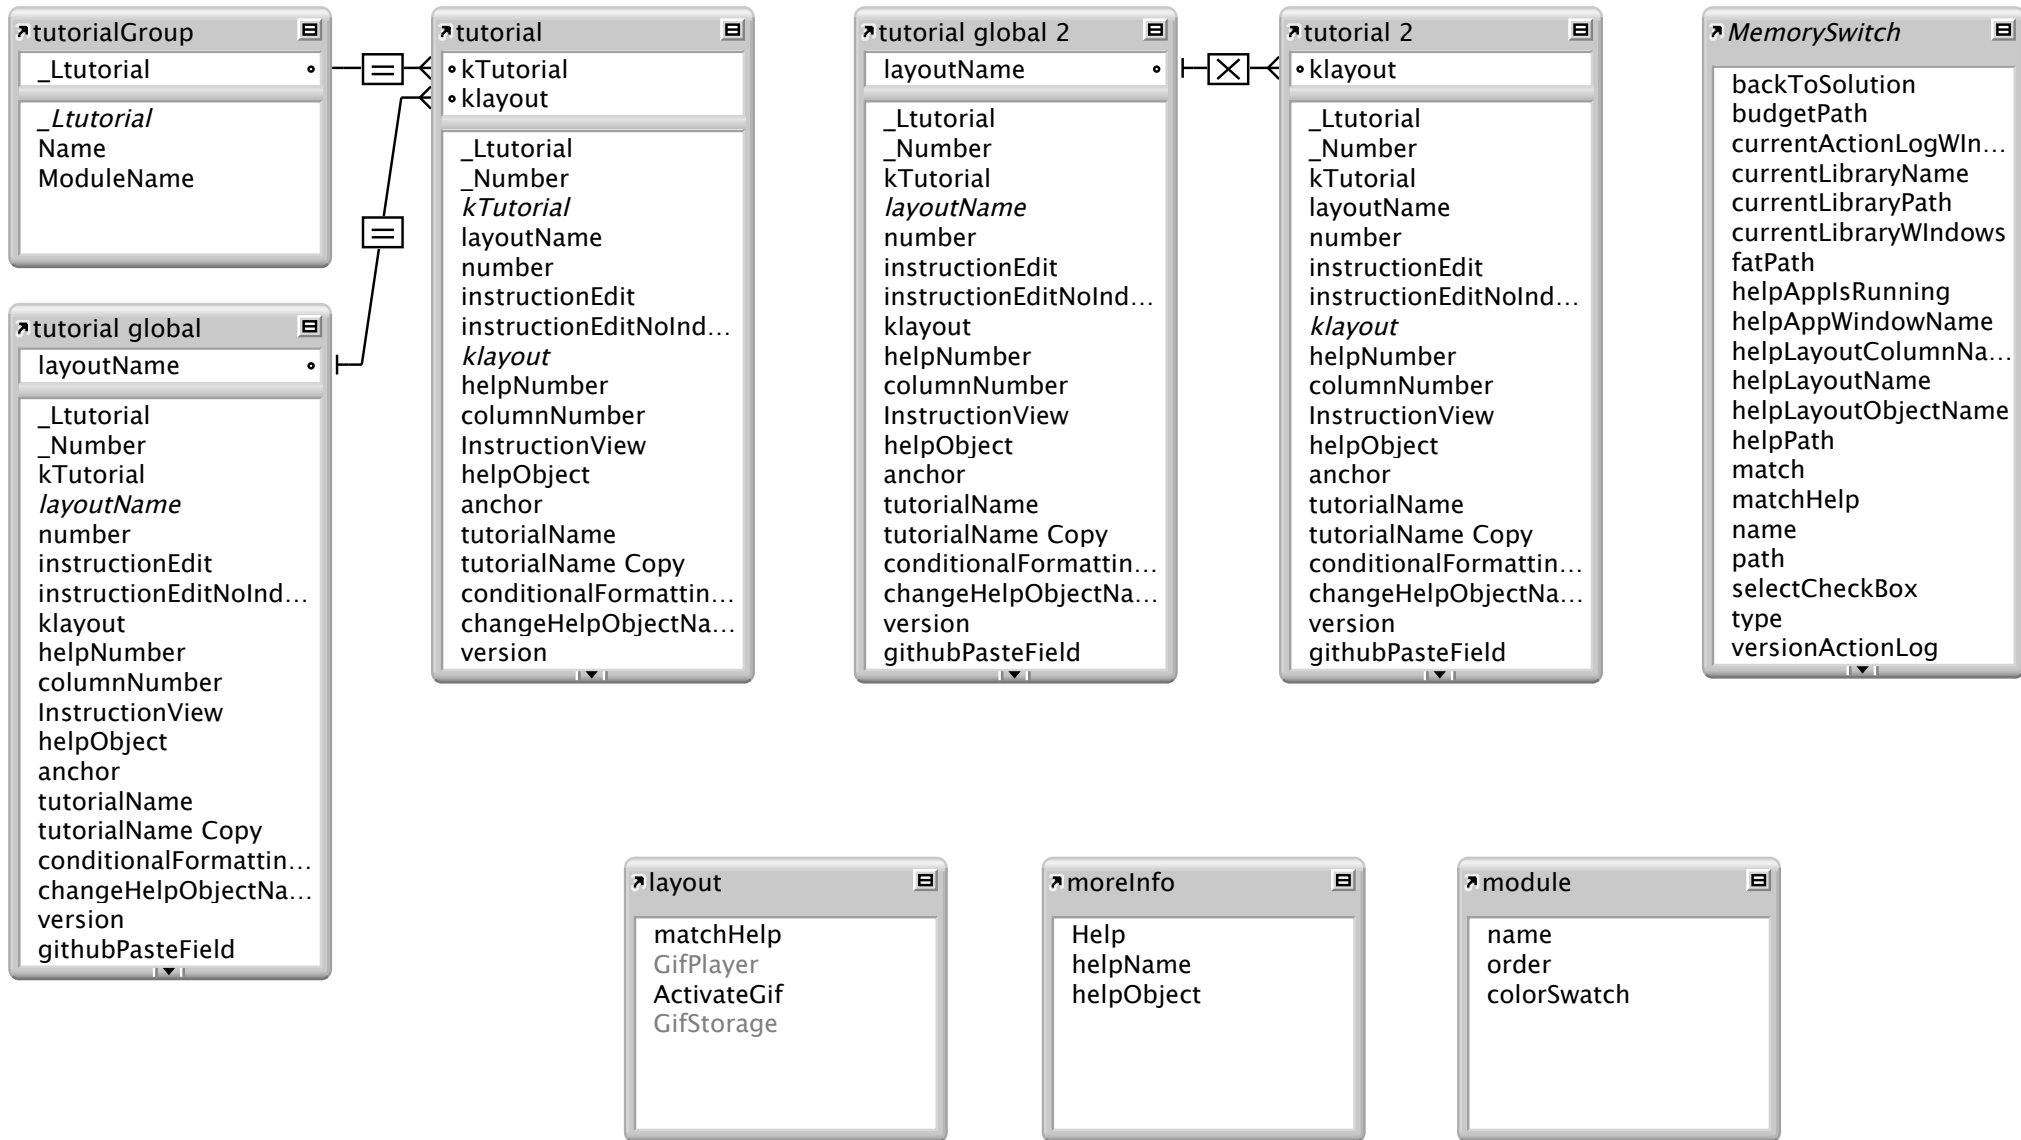 tutorialGroup
_Ltutorial
_Ltutorial
Name
ModuleName
tutorial global
layoutName
_Ltutorial
_Number
kTutorial
layoutName
number
instructionEdit
instructionEditNoInd...
klayout
helpNumber
columnNumber
InstructionView
helpObject
anchor
tutorialName
tutorialName Copy
conditionalFormattin...
changeHelpObjectNa...
version
githubPasteField
tutorial
kTutorial
klayout
_Ltutorial
_Number
kTutorial
layoutName
number
instructionEdit
instructionEditNoInd...
klayout
helpNumber
columnNumber
InstructionView
helpObject
anchor
tutorialName
tutorialName Copy
conditionalFormattin...
changeHelpObjectNa...
version
tutorial global 2
layoutName
_Ltutorial
_Number
kTutorial
layoutName
number
instructionEdit
instructionEditNoInd...
klayout
helpNumber
columnNumber
InstructionView
helpObject
anchor
tutorialName
tutorialName Copy
conditionalFormattin...
changeHelpObjectNa...
version
githubPasteField
tutorial 2
klayout
_Ltutorial
_Number
kTutorial
layoutName
number
instructionEdit
instructionEditNoInd...
klayout
helpNumber
columnNumber
InstructionView
helpObject
anchor
tutorialName
tutorialName Copy
conditionalFormattin...
changeHelpObjectNa...
version
githubPasteField
MemorySwitch
backToSolution
budgetPath
currentActionLogWIn...
currentLibraryName
currentLibraryPath
currentLibraryWIndows
fatPath
helpAppIsRunning
helpAppWindowName
helpLayoutColumnNa...
helpLayoutName
helpLayoutObjectName
helpPath
match
matchHelp
name
path
selectCheckBox
type
versionActionLog
layout
matchHelp
GifPlayer
ActivateGif
GifStorage
moreInfo
Help
helpName
helpObject
module
name
order
colorSwatch